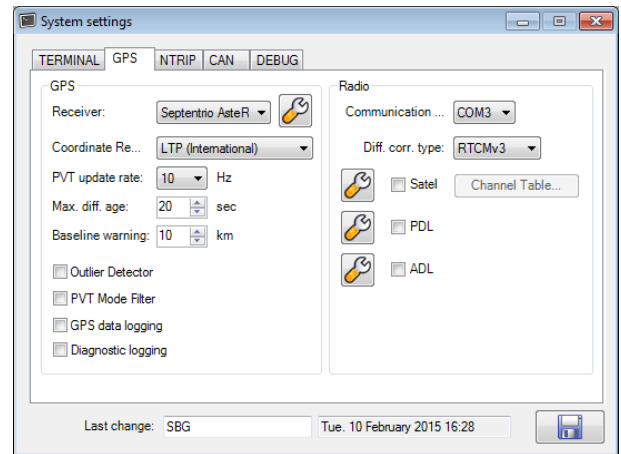 System settings
TERMINAL GPS NTRIP CAN DEBUG
GPS
Receiver: Septentrio AsteR
Coordinate Re... LTP (International)
PVT update rate: 10 Hz
Max. diff. age: 20 sec
Baseline warning: 10 km
Outlier Detector
PVT Mode Filter
GPS data logging
Diagnostic logging
Radio
Communication ... COM3
Diff. corr. type: RTCMv3
Satel Channel Table...
PDL
ADL
Last change: SBG Tue. 10 February 2015 16:28